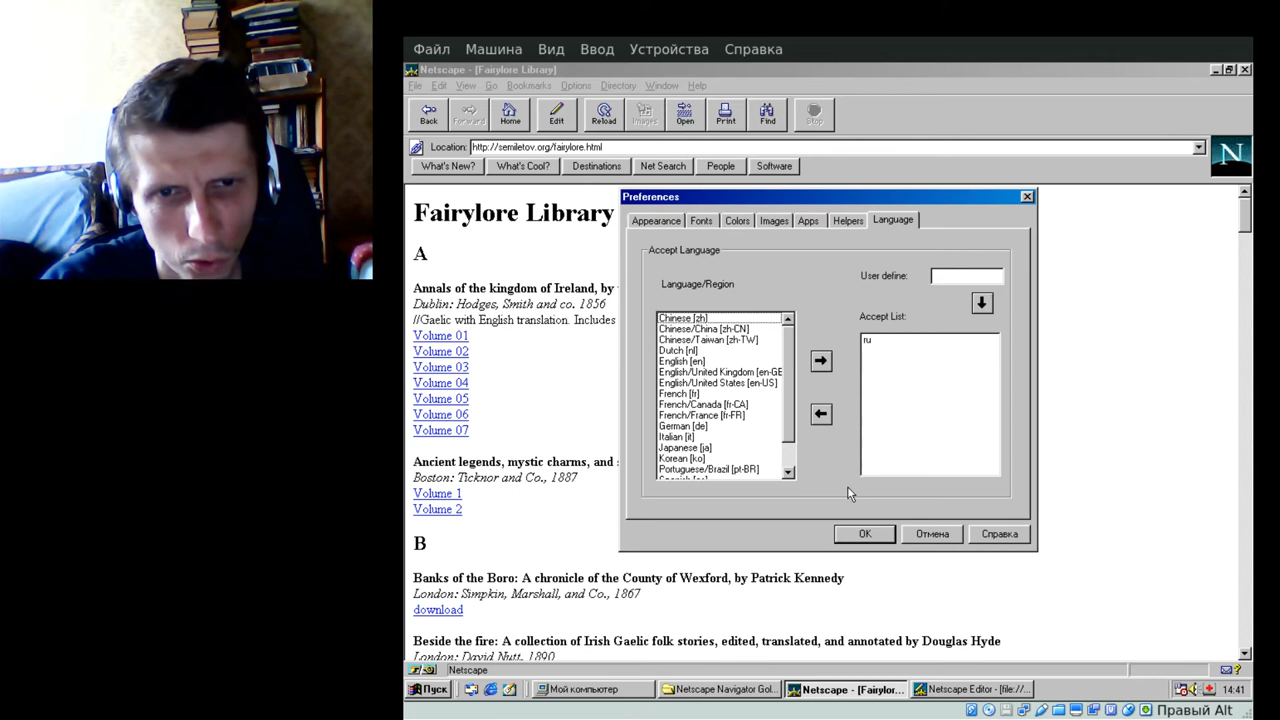 Файл Машина Вид Ввод Устройства Справка
Netscape - [Fairylore Library]
File Edit View Go Bookmarks Options Directory Window Help
Back Forward Home Edit Reload Images Open Print Find Stop
Location: http://semiletov.org/fairylore.html
N
What's New? What's Cool? Destinations Net Search People Software
Fairylore Library
A
Annals of the kingdom of Ireland, by
Dublin: Hodges, Smith and co. 1856
//Gaelic with English translation. Includes
Volume 01
Volume 02
Volume 03
Volume 04
Volume 05
Volume 06
Volume 07
Ancient legends, mystic charms, and
Boston: Ticknor and Co., 1887
Volume 1
Volume 2
B
Banks of the Boro: A chronicle of the County of Wexford, by Patrick Kennedy
London: Simpkin, Marshall, and Co., 1867
download
Beside the fire: A collection of Irish Gaelic folk stories, edited, translated, and annotated by Douglas Hyde
London: David Nutt, 1890
Preferences
Appearance Fonts Colors Images Apps Helpers Language
Accept Language
Language/Region
User define:
Accept List:
Chinese [zh]
Chinese/China [zh-CN]
Chinese/Taiwan [zh-TW]
Dutch [nl]
English [en]
English/United Kingdom [en-GE
English/United States [en-US]
French [fr]
French/Canada [fr-CA]
French/France [fr-FR]
German [de]
Italian [it]
Japanese [ja]
Korean [ko]
Portuguese/Brazil [pt-BR]
ru
OK Отмена Справка
Netscape
Пуск Мой компьютер Netscape Navigator Gol... Netscape - [Fairylor... Netscape Editor - [file://... 14:41
Правый Alt